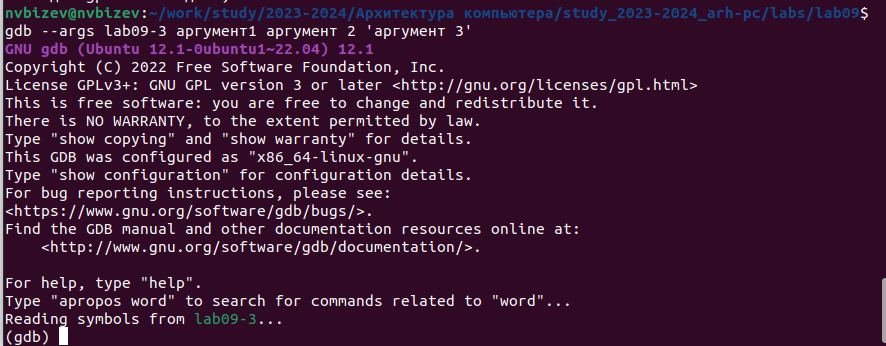 nvbizev@nvbizev:~/work/study/2023-2024/Архитектура компьютера/study_2023-2024_arh-pc/labs/lab09$
gdb --args lab09-3 аргумент1 аргумент 2 'аргумент 3'
GNU gdb (Ubuntu 12.1-0ubuntu1~22.04) 12.1
Copyright (C) 2022 Free Software Foundation, Inc.
License GPLv3+: GNU GPL version 3 or later <http://gnu.org/licenses/gpl.html>
This is free software: you are free to change and redistribute it.
There is NO WARRANTY, to the extent permitted by law.
Type "show copying" and "show warranty" for details.
This GDB was configured as "x86_64-linux-gnu".
Type "show configuration" for configuration details.
For bug reporting instructions, please see:
<https://www.gnu.org/software/gdb/bugs/>.
Find the GDB manual and other documentation resources online at:
    <http://www.gnu.org/software/gdb/documentation/>.
For help, type "help".
Type "apropos word" to search for commands related to "word"...
Reading symbols from lab09-3...
(gdb)